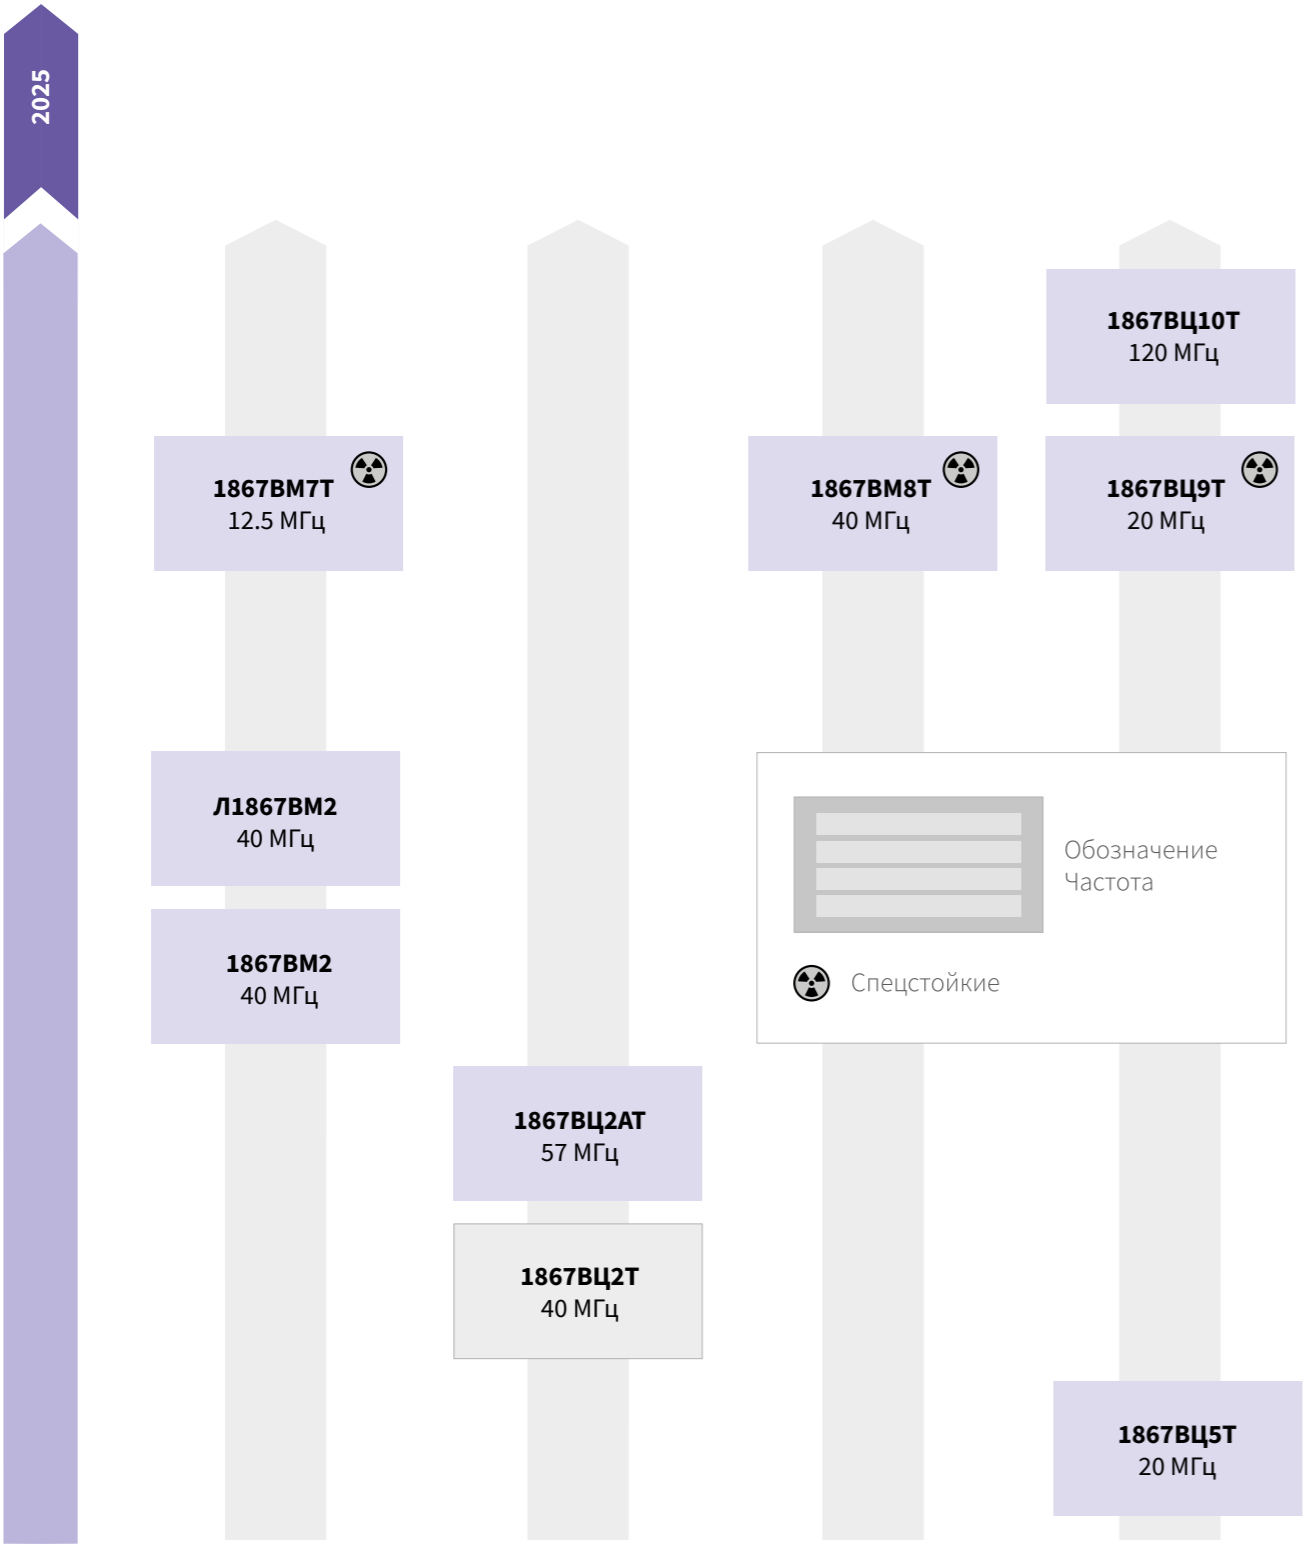 2025
1867ВЦ10Т
120 МГц
1867ВМ7Т
12.5 МГц
1867ВМ8Т
40 МГц
1867ВЦ9Т
20 МГц
Л1867ВМ2
40 МГц
Обозначение
Частота
1867ВМ2
40 МГц
Спецстойкие
1867ВЦ2АТ
57 МГц
1867ВЦ2Т
40 МГц
1867ВЦ5Т
20 МГц